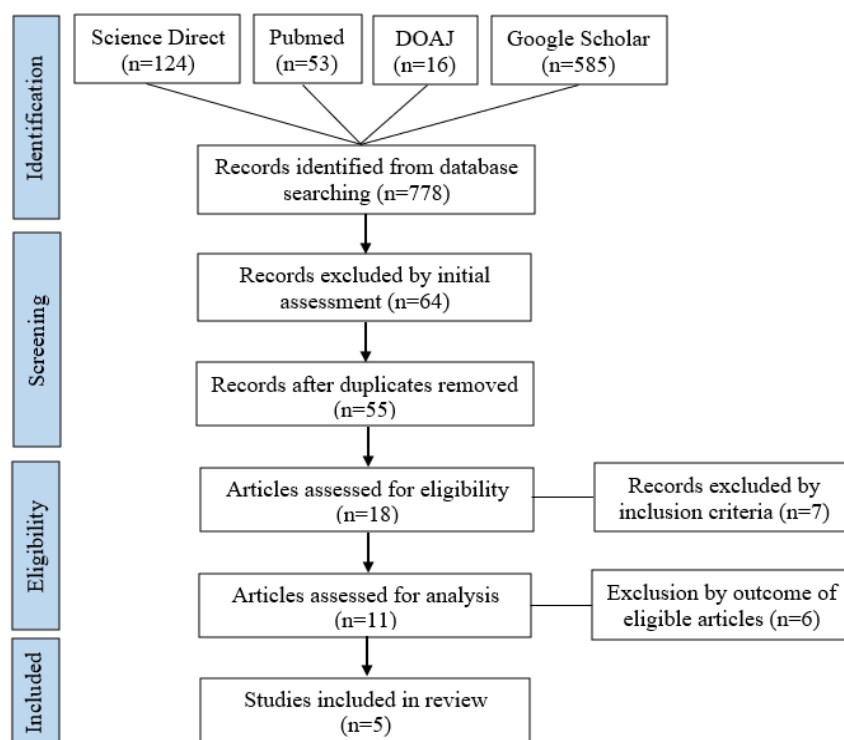 Science Direct
(n=124)
Pubmed
(n=53)
DOAJ
(n=16)
Google Scholar
(n=585)
Identification
Records identified from database
searching (n=778)
Screening
Records excluded by initial
assessment (n=64)
Records after duplicates removed
(n=55)
Eligibility
Articles assessed for eligibility
(n=18)
Records excluded by
inclusion criteria (n=7)
Articles assessed for analysis
(n=11)
Exclusion by outcome of
eligible articles (n=6)
Included
Studies included in review
(n=5)